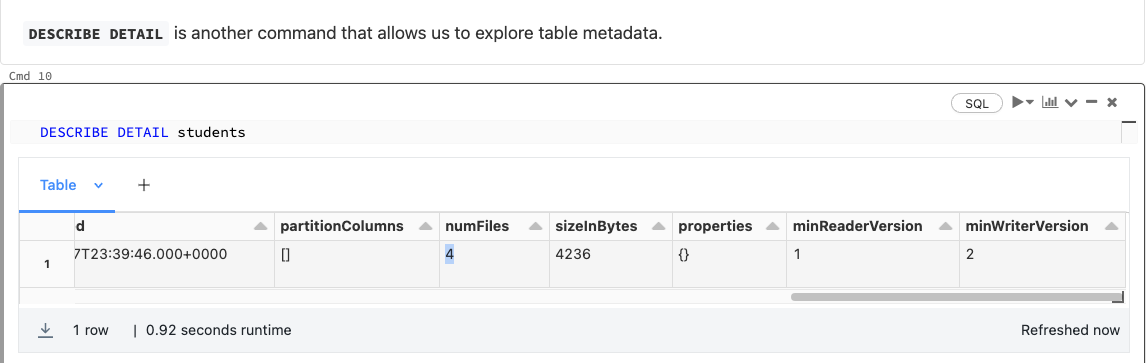 DESCRIBE DETAIL is another command that allows us to explore table metadata.
Cmd 10
SQL
DESCRIBE DETAIL students
Table
d partitionColumns numFiles sizeInBytes properties minReaderVersion minWriterVersion
1 7T23:39:46.000+0000 [] 4 4236 {} 1 2
1 row | 0.92 seconds runtime Refreshed now